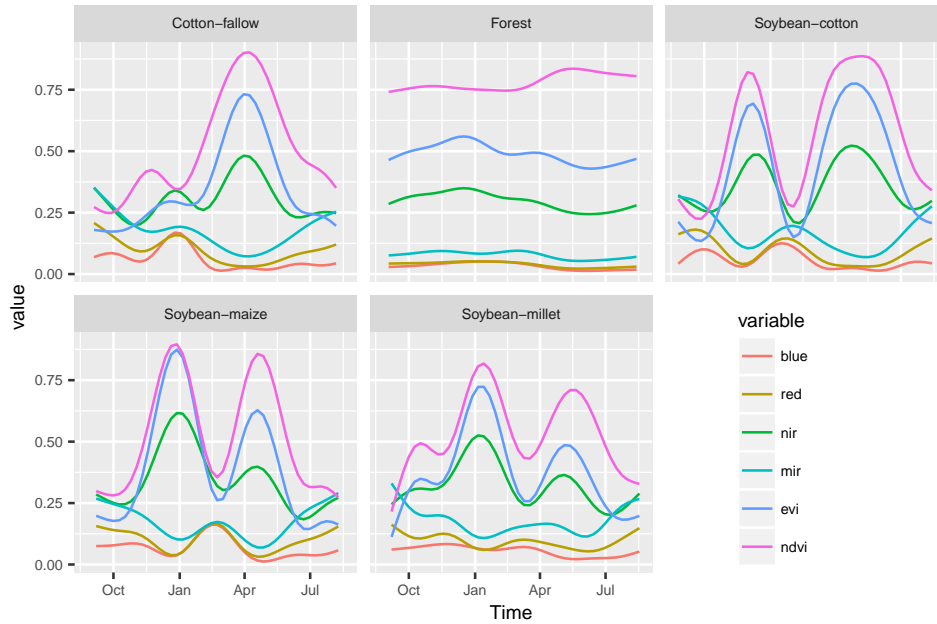 Cotton−fallow
Forest
Soybean−cotton
0.75
0.50
0.25
0.00
value
Soybean−maize
Soybean−millet
variable
blue
red
nir
mir
evi
ndvi
0.75
0.50
0.25
0.00
Oct
Jan
Apr
Jul
Oct
Jan
Apr
Jul
Time